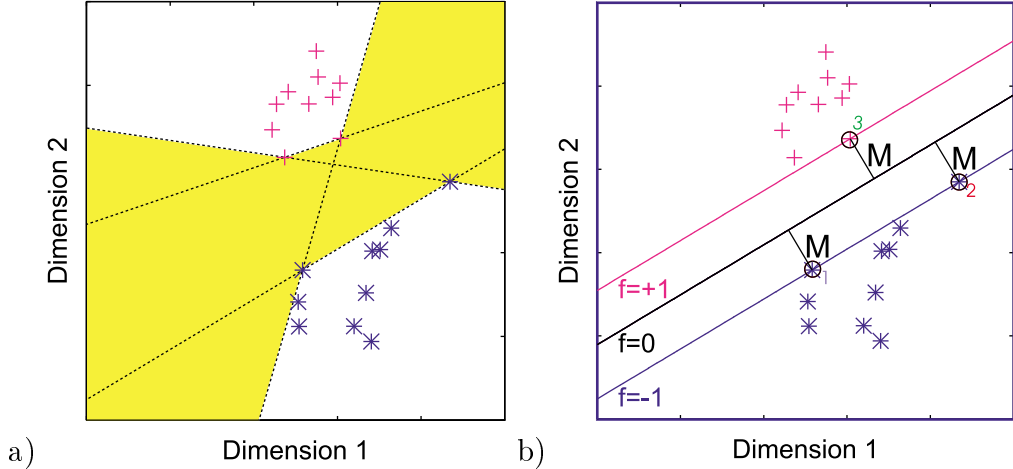 Dimension 2
Dimension 1
a)
Dimension 2
3
M
M
2
M
1
f=+1
f=0
f=-1
Dimension 1
b)